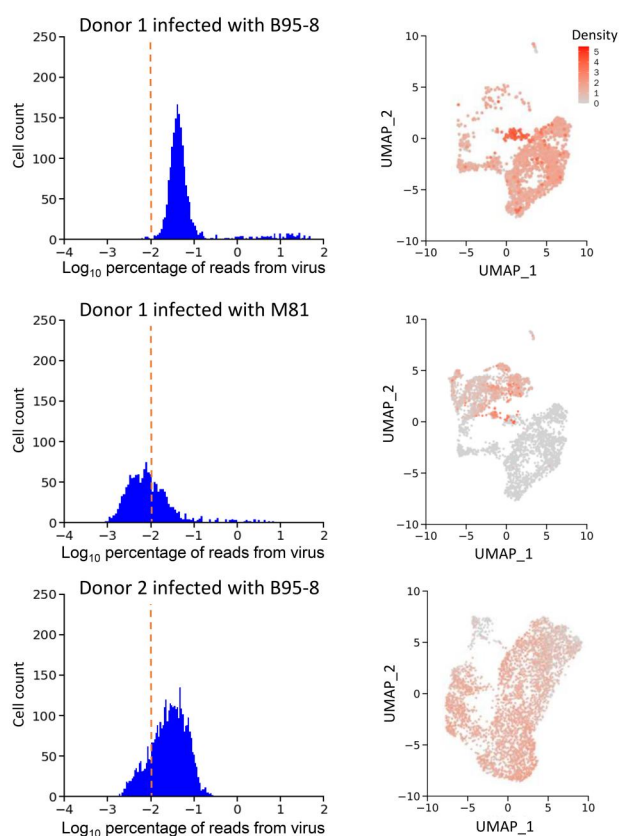 Donor 1 infected with B95-8
250
200
150
100
50
0
Cell count
−4 −3 −2 −1 0 1 2
Log10 percentage of reads from virus
Density
5
4
3
2
1
0
10
5
0
−5
−10
UMAP_2
−10 −5 0 5 10
UMAP_1
Donor 1 infected with M81
250
200
150
100
50
0
Cell count
−4 −3 −2 −1 0 1 2
Log10 percentage of reads from virus
10
5
0
−5
−10
UMAP_2
−10 −5 0 5 10
UMAP_1
Donor 2 infected with B95-8
250
200
150
100
50
0
Cell count
−4 −3 −2 −1 0 1 2
Log10 percentage of reads from virus
10
5
0
−5
−10
UMAP_2
−10 −5 0 5 10
UMAP_1